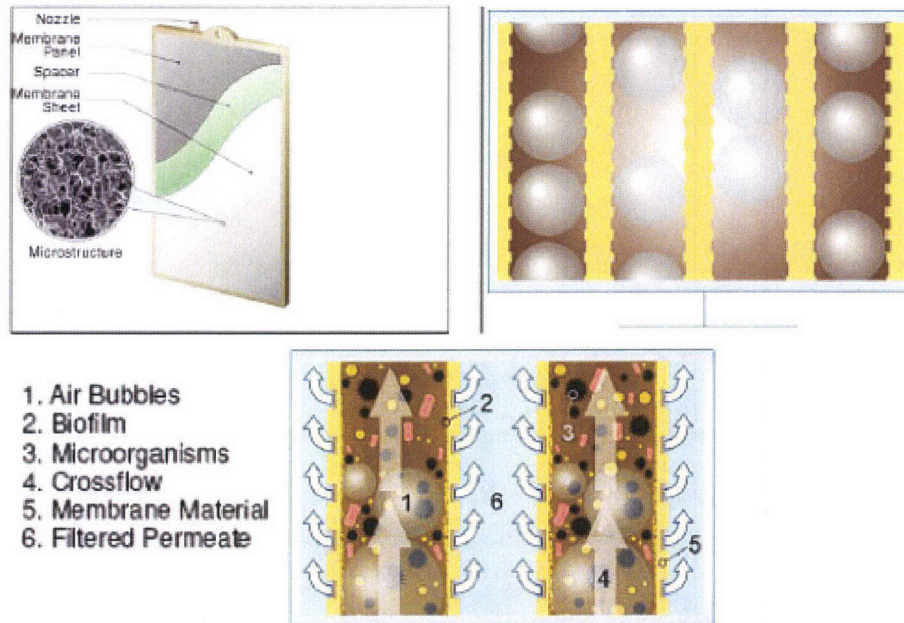 Nozzle
Membrane
Panel
Spacer
Membrane
Sheet
Microstructure
1. Air Bubbles
2. Biofilm
3. Microorganisms
4. Crossflow
5. Membrane Material
6. Filtered Permeate
2
3
1
6
5
4